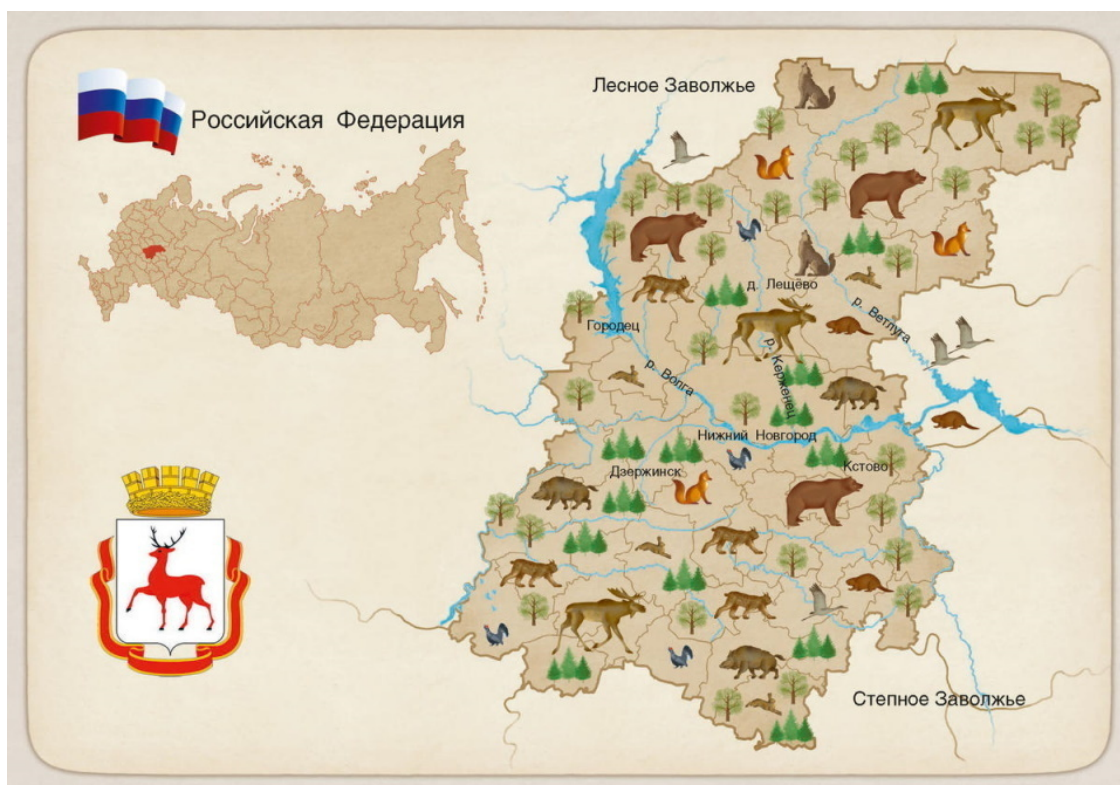 Лесное Заволжье
Российская Федерация
д. Лещёво
р. Ветлуга
Городец
р. Керженец
р. Волга
Нижний Новгород
Дзержинск
Кстово
Степное Заволжье